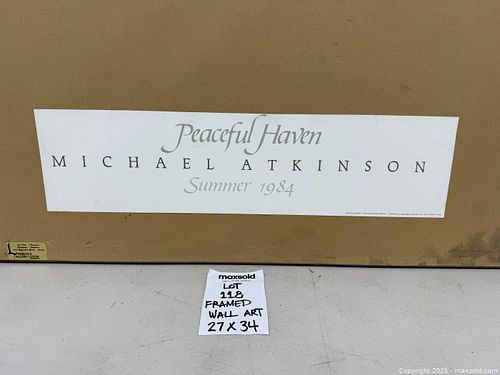 Peaceful Haven
MICHAEL ATKINSON
Summer 1984
maxsold
LOT
118
FRAMED
WALL ART
27 X 34
Copyright 2025 - maxsold.com